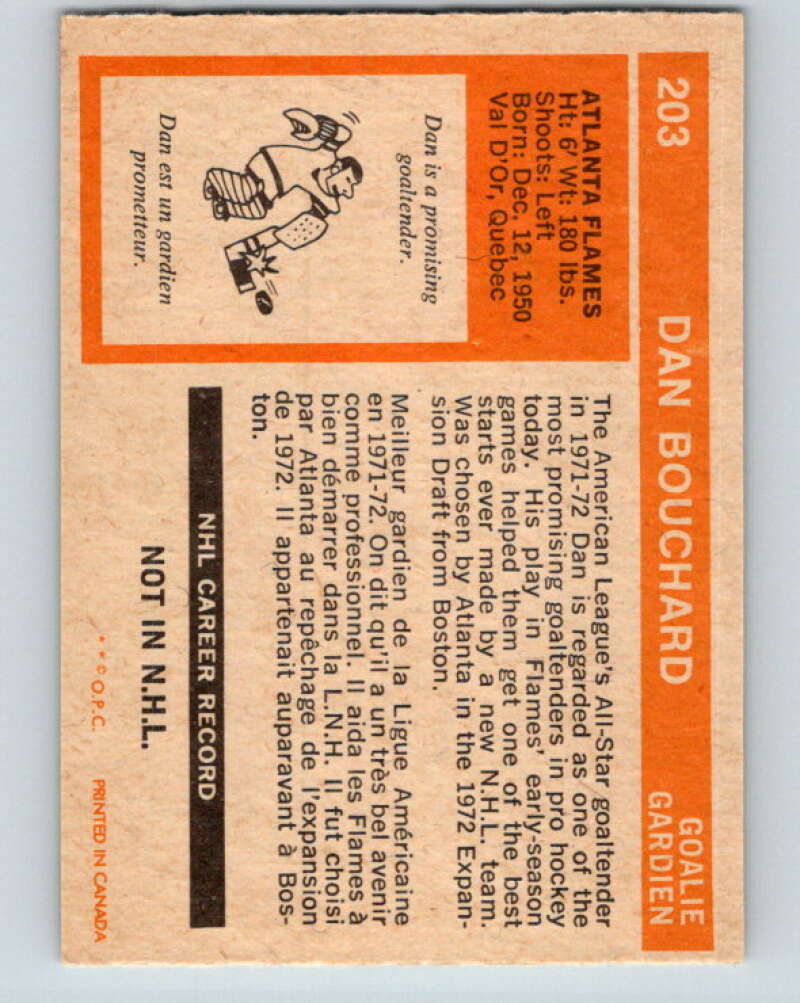 203
DAN BOUCHARD
GOALIE
GARDIEN
ATLANTA FLAMES
Ht: 6' Wt: 180 lbs.
Shoots: Left
Born: Dec. 12, 1950
Val D'Or, Quebec
Dan is a promising
goaltender.
Dan est un gardien
prometteur.
The American League's All-Star goaltender
in 1971-72 Dan is regarded as one of the
most promising goaltenders in pro hockey
today. His play in Flames' early-season
games helped them get one of the best
starts ever made by a new N.H.L. team.
Was chosen by Atlanta in the 1972 Expan-
sion Draft from Boston.
Meilleur gardien de la Ligue Américaine
en 1971-72. On dit qu'il a un très bel avenir
comme professionnel. Il aida les Flames à
bien démarrer dans la L.N.H. Il fut choisi
par Atlanta au repêchage de l'expansion
de 1972. Il appartenait auparavant à Bos-
ton.
NHL CAREER RECORD
NOT IN N.H.L.
**© O.P.C. PRINTED IN CANADA